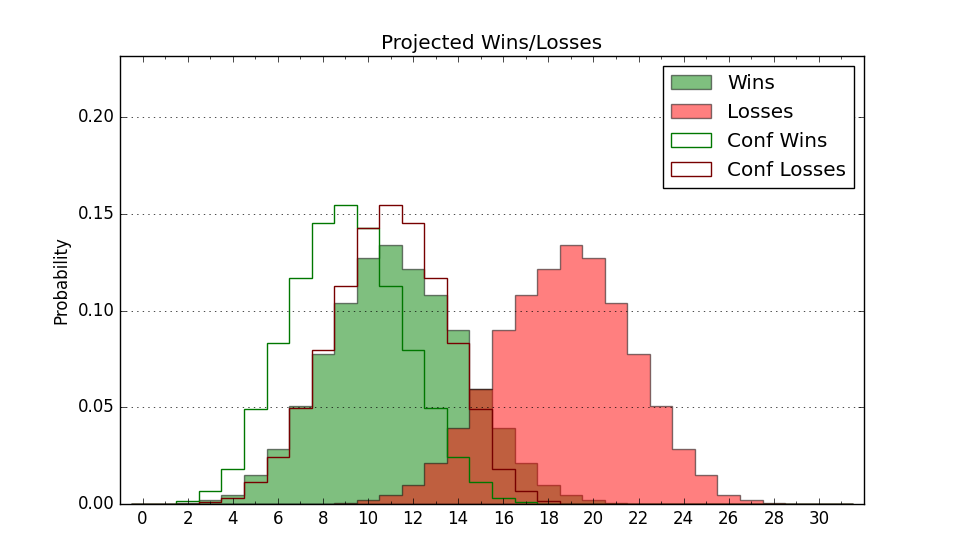 Projected Wins/Losses
Wins
Losses
Conf Wins
Conf Losses
Probability
0.20
0.15
0.10
0.05
0.00
0 2 4 6 8 10 12 14 16 18 20 22 24 26 28 30